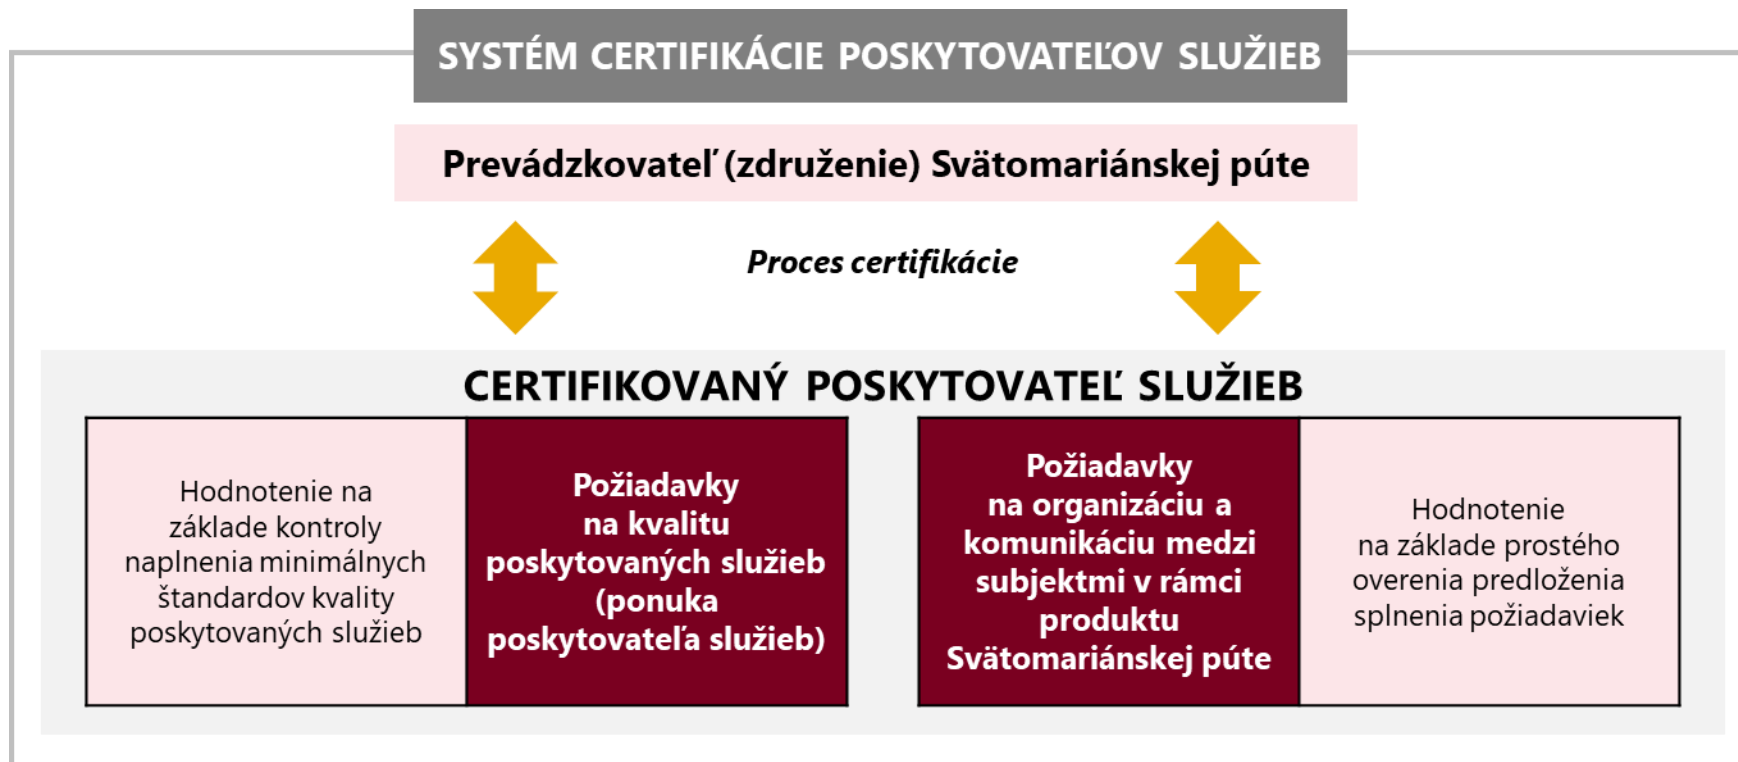 SYSTÉM CERTIFIKÁCIE POSKYTOVATEĽOV SLUŽIEB
Prevádzkovateľ (združenie) Svätomariánskej púte
Proces certifikácie
CERTIFIKOVANÝ POSKYTOVATEĽ SLUŽIEB
Hodnotenie na
základe kontroly
naplnenia minimálnych
štandardov kvality
poskytovaných služieb
Požiadavky
na kvalitu
poskytovaných služieb
(ponuka
poskytovateľa služieb)
Požiadavky
na organizáciu a
komunikáciu medzi
subjektmi v rámci
produktu
Svätomariánskej púte
Hodnotenie
na základe prostého
overenia predloženia
splnenia požiadaviek